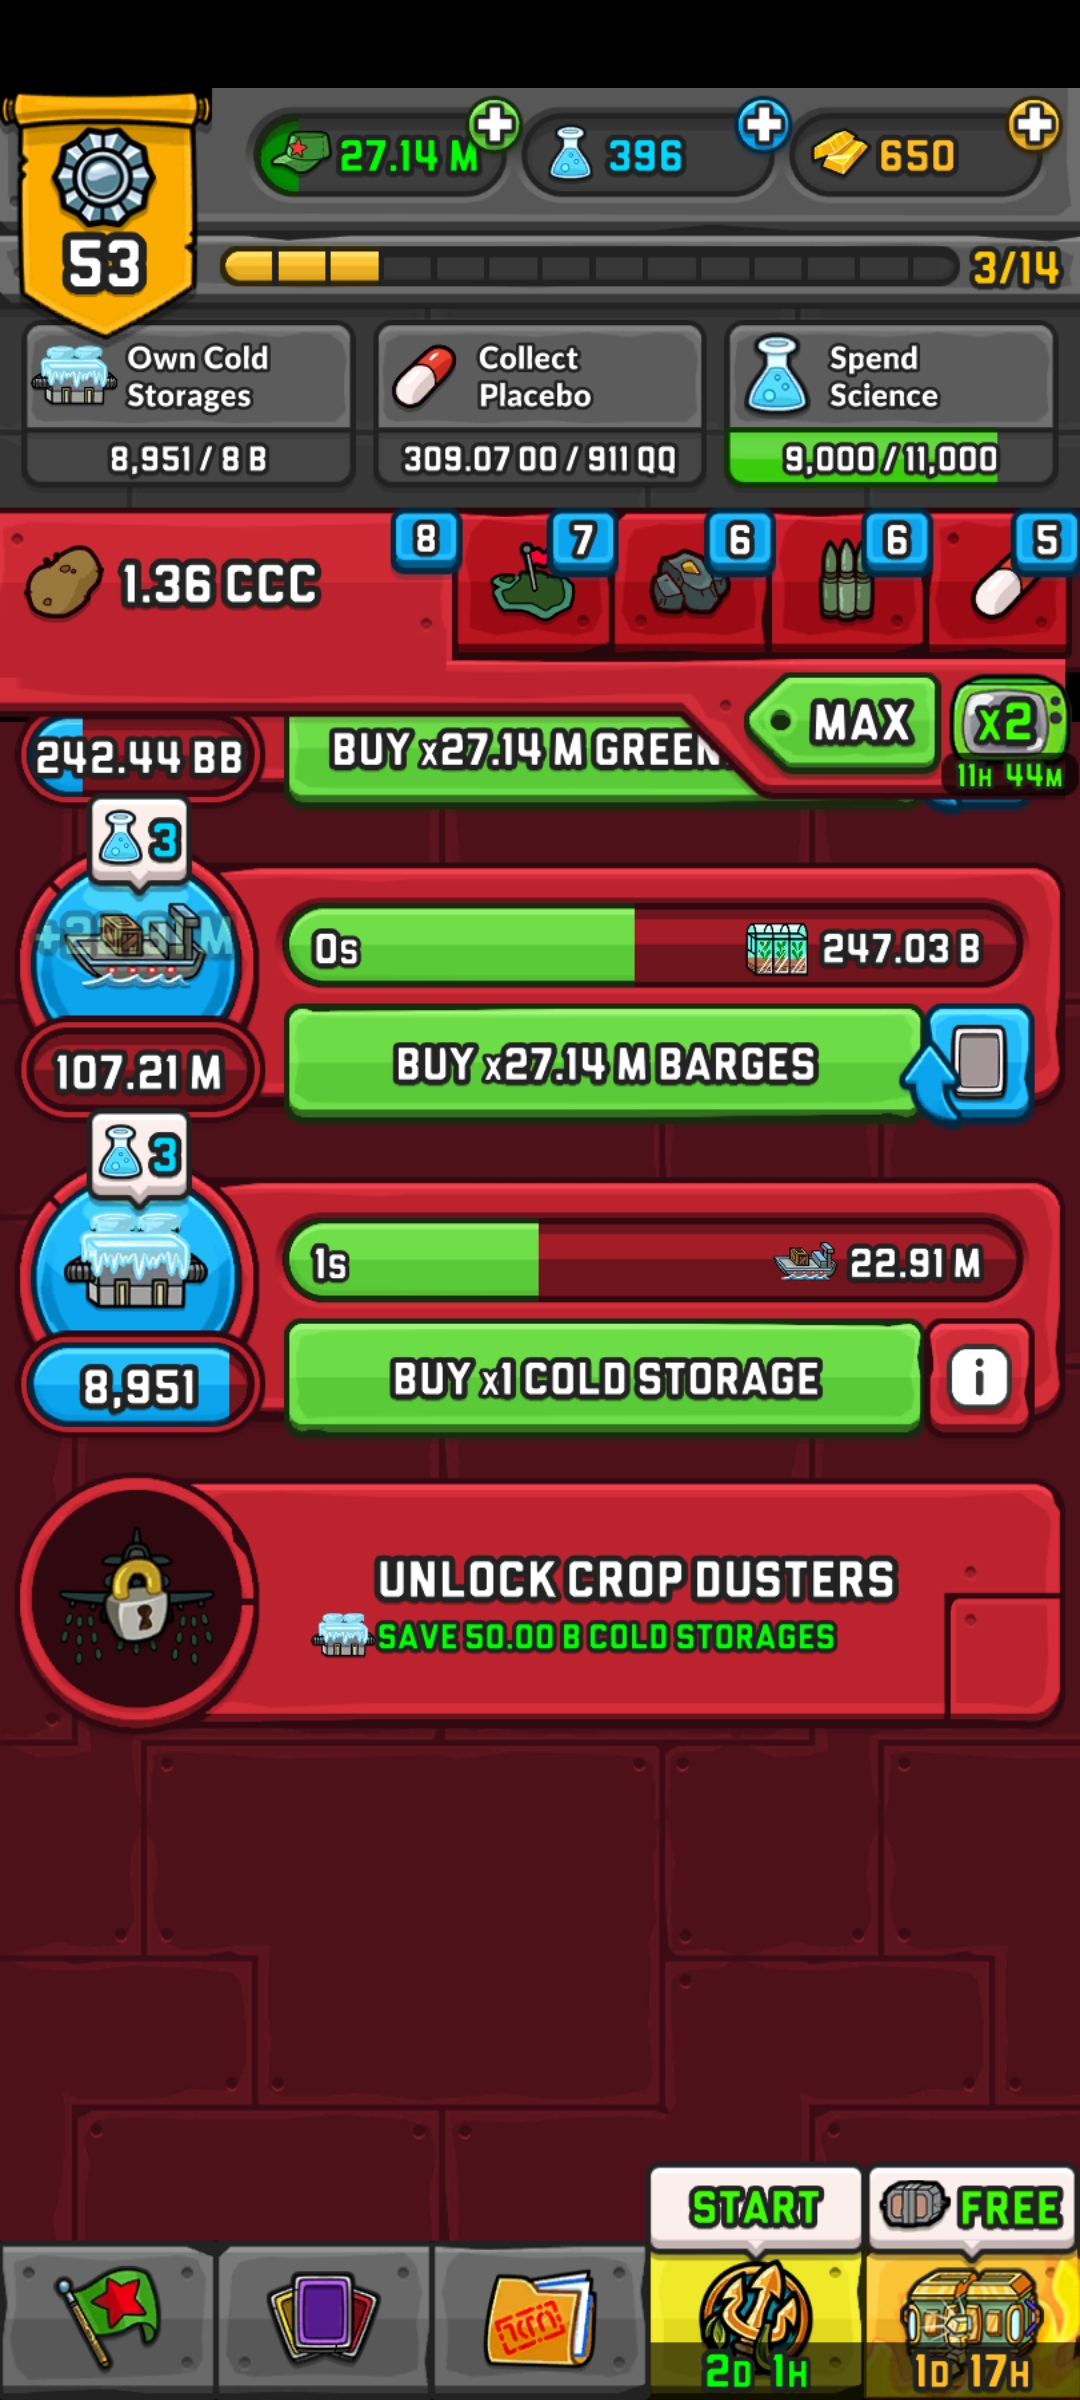 27.14 M
396
650
53
3/14
Own Cold
Storages
8,951 / 8 B
Collect
Placebo
309.07 OO / 911 QQ
Spend
Science
9,000 / 11,000
1.36 CCC
8
7
6
6
5
MAX
x2
11H 44M
242.44 BB
BUY x27.14 M GREEN
3
0s
247.03 B
107.21 M
BUY x27.14 M BARGES
3
1s
22.91 M
8,951
BUY x1 COLD STORAGE
i
UNLOCK CROP DUSTERS
SAVE 50.00 B COLD STORAGES
START
FREE
2D 1H
1D 17H